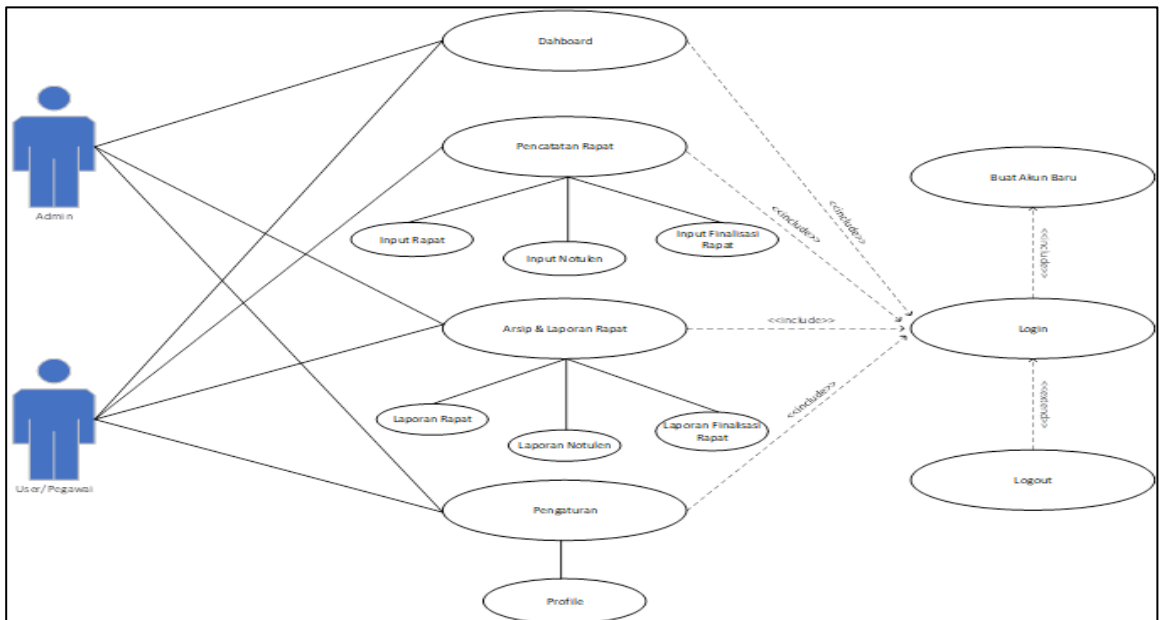 Dahboard
Pencatatan Rapat
Buat Akun Baru
Admin
<<include>>
<<include>>
Input Rapat
Input Finalisasi
Rapat
Input Notulen
<<include>>
Arsip & Laporan Rapat
<<include>>
Login
<<include>>
Laporan Rapat
Laporan Finalisasi
Rapat
Laporan Notulen
<<extend>>
User/Pegawai
Pengaturan
Logout
Profile